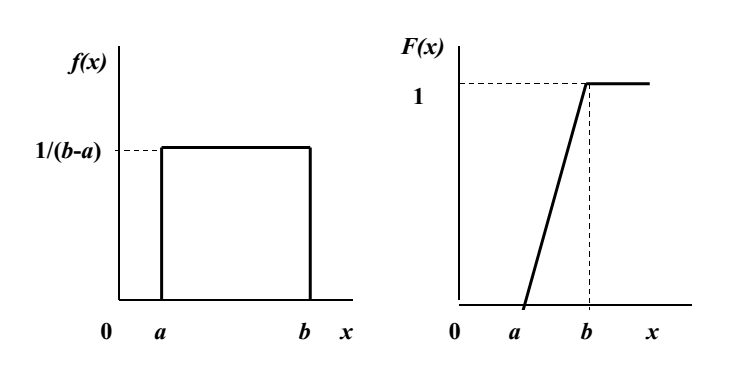 f(x)
1/(b-a)
0 a b x
F(x)
1
0 a b x